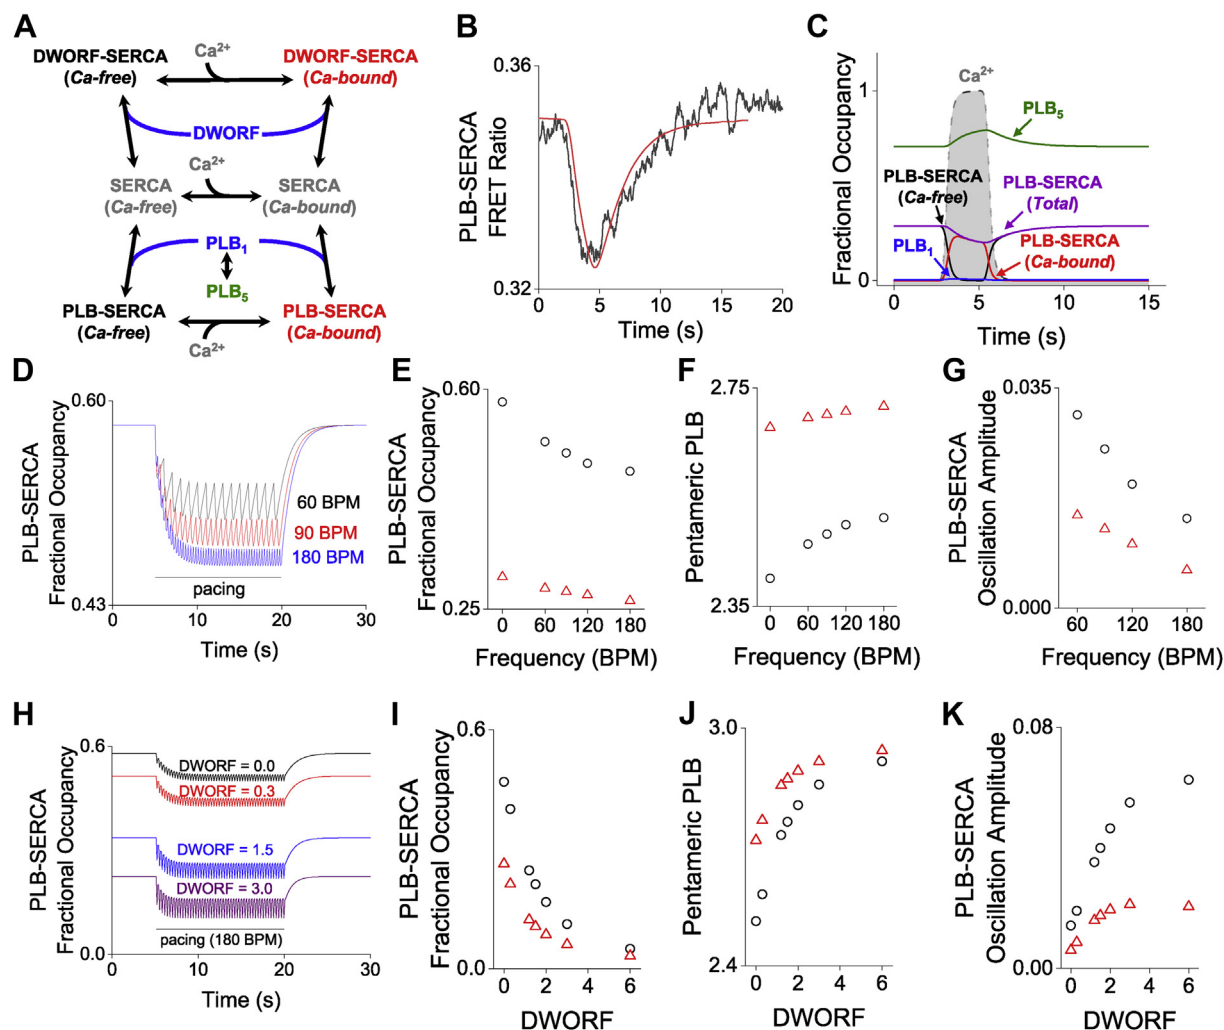 A
DWORF-SERCA
(Ca-free)
Ca2+
DWORF-SERCA
(Ca-bound)
DWORF
SERCA
(Ca-free)
Ca2+
SERCA
(Ca-bound)
PLB1
PLB5
PLB-SERCA
(Ca-free)
Ca2+
PLB-SERCA
(Ca-bound)
B
PLB-SERCA
FRET Ratio
0.36
0.32
0 5 10 15 20
Time (s)
C
Fractional Occupancy
1
0
Ca2+
PLB5
PLB-SERCA
(Ca-free)
PLB-SERCA
(Total)
PLB1
PLB-SERCA
(Ca-bound)
0 5 10 15
Time (s)
D
PLB-SERCA
Fractional Occupancy
0.60
0.43
60 BPM
90 BPM
180 BPM
pacing
0 10 20 30
Time (s)
E
PLB-SERCA
Fractional Occupancy
0.60
0.25
0 60 120 180
Frequency (BPM)
F
Pentameric PLB
2.75
2.35
0 60 120 180
Frequency (BPM)
G
PLB-SERCA
Oscillation Amplitude
0.035
0.000
60 120 180
Frequency (BPM)
H
PLB-SERCA
Fractional Occupancy
0.6
0.0
DWORF = 0.0
DWORF = 0.3
DWORF = 1.5
DWORF = 3.0
pacing (180 BPM)
0 10 20 30
Time (s)
I
PLB-SERCA
Fractional Occupancy
0.6
0.0
0 2 4 6
DWORF
J
Pentameric PLB
3.0
2.4
0 2 4 6
DWORF
K
PLB-SERCA
Oscillation Amplitude
0.08
0.00
0 2 4 6
DWORF